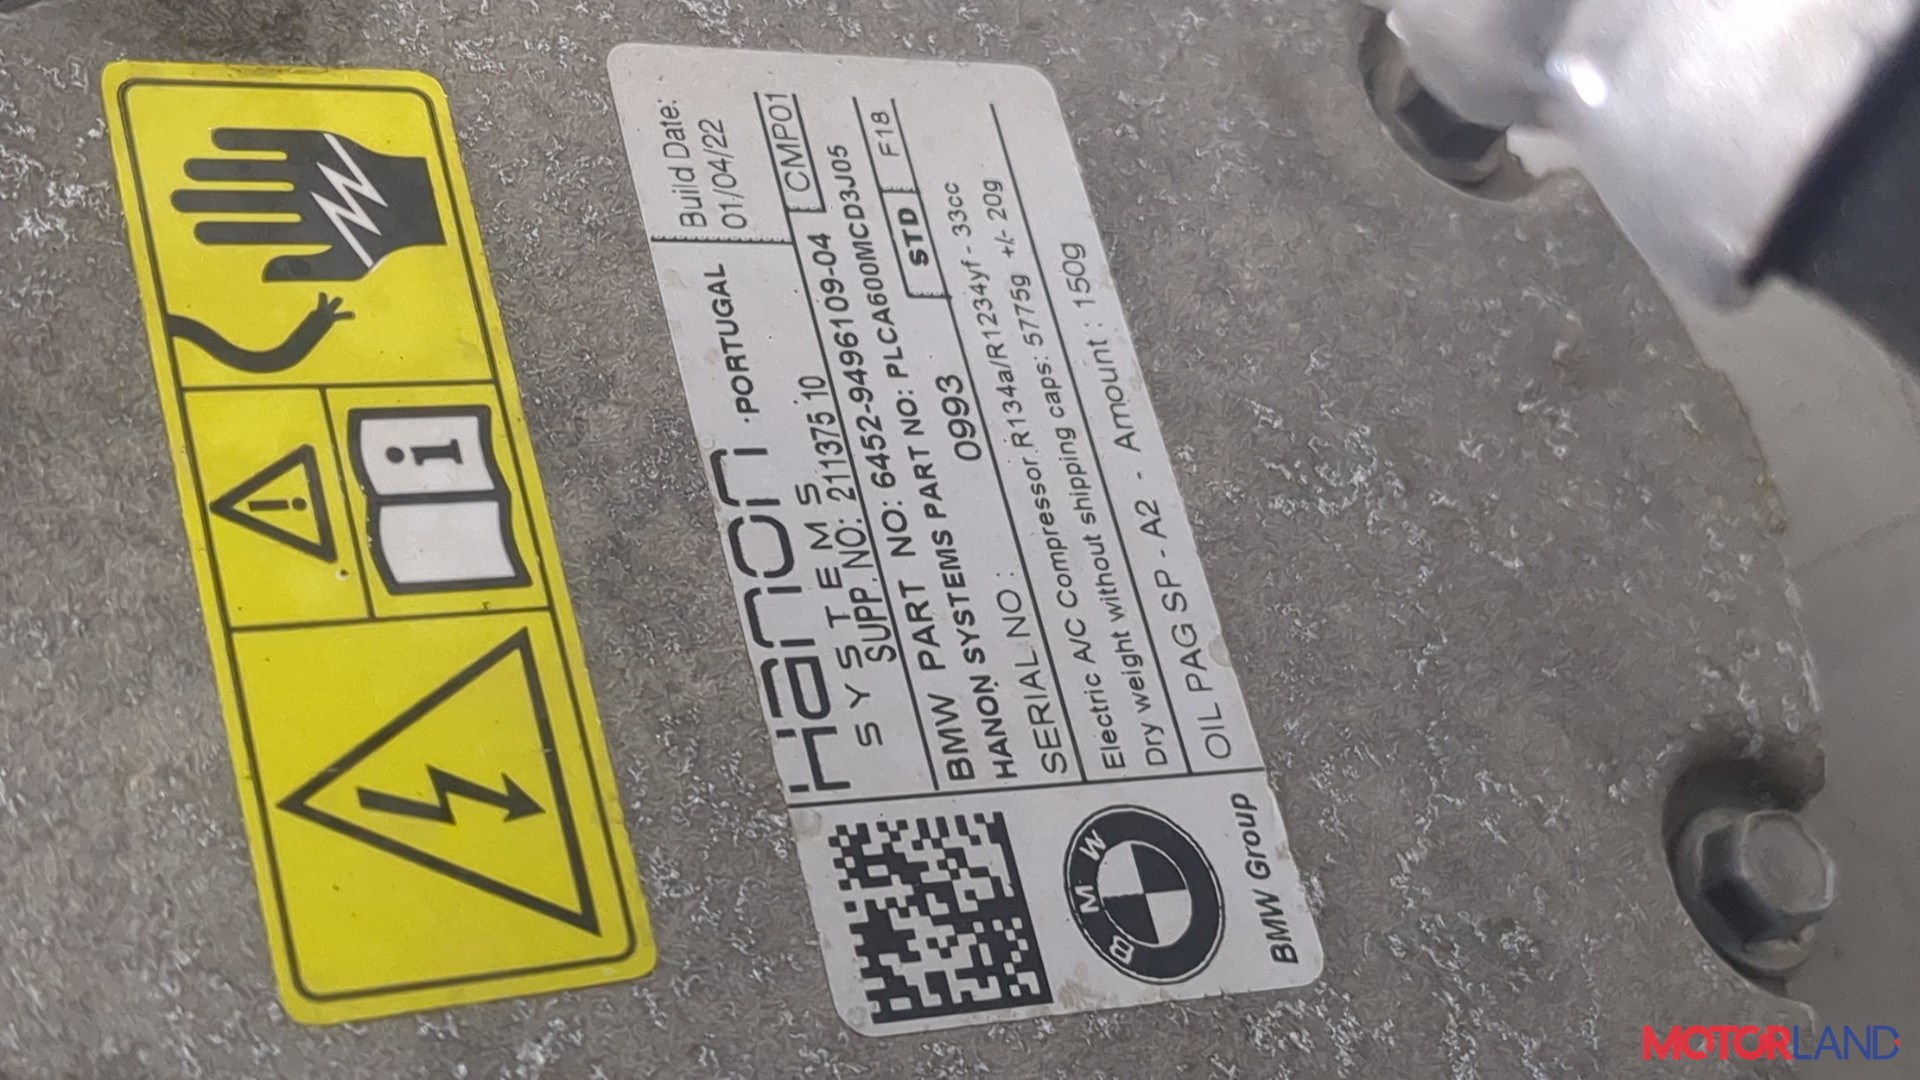 Hanon
SYSTEMS
PORTUGAL
Build Date:
01/04/22
SUPP. NO: 211375 10
CMP01
BMW PART NO: 6452-9496109-04
HANON SYSTEMS PART NO: PLCA600MCD3J05
SERIAL NO: 0993
STD F18
Electric A/C Compressor R134a/R1234yf - 33cc
Dry weight without shipping caps: 5775g +/- 20g
OIL PAG SP - A2 - Amount: 150g
BMW
BMW Group
i
MOTORLAND